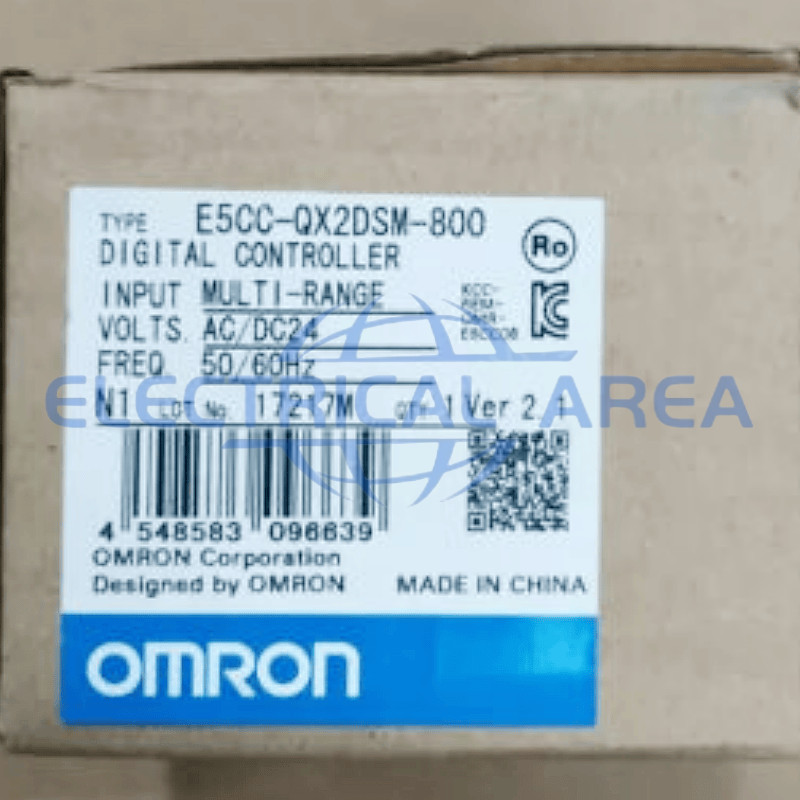 TYPE E5CC-QX2DSM-800
DIGITAL CONTROLLER
Ro
INPUT MULTI-RANGE
VOLTS. AC/DC24
FREQ. 50/60Hz
KCC-
ELECTRICAL AREA
N1 LOT No. 17217M QTY 1 Ver 2.1
4 548583 096639
OMRON Corporation
Designed by OMRON MADE IN CHINA
OMRON